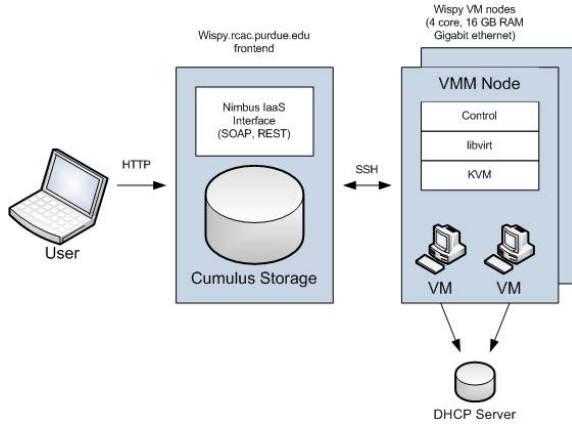 Wispy.rcac.purdue.edu
frontend
Wispy VM nodes
(4 core, 16 GB RAM
Gigabit ethernet)
Nimbus IaaS
Interface
(SOAP, REST)
VMM Node
Control
libvirt
KVM
HTTP
SSH
User
Cumulus Storage
VM
VM
DHCP Server